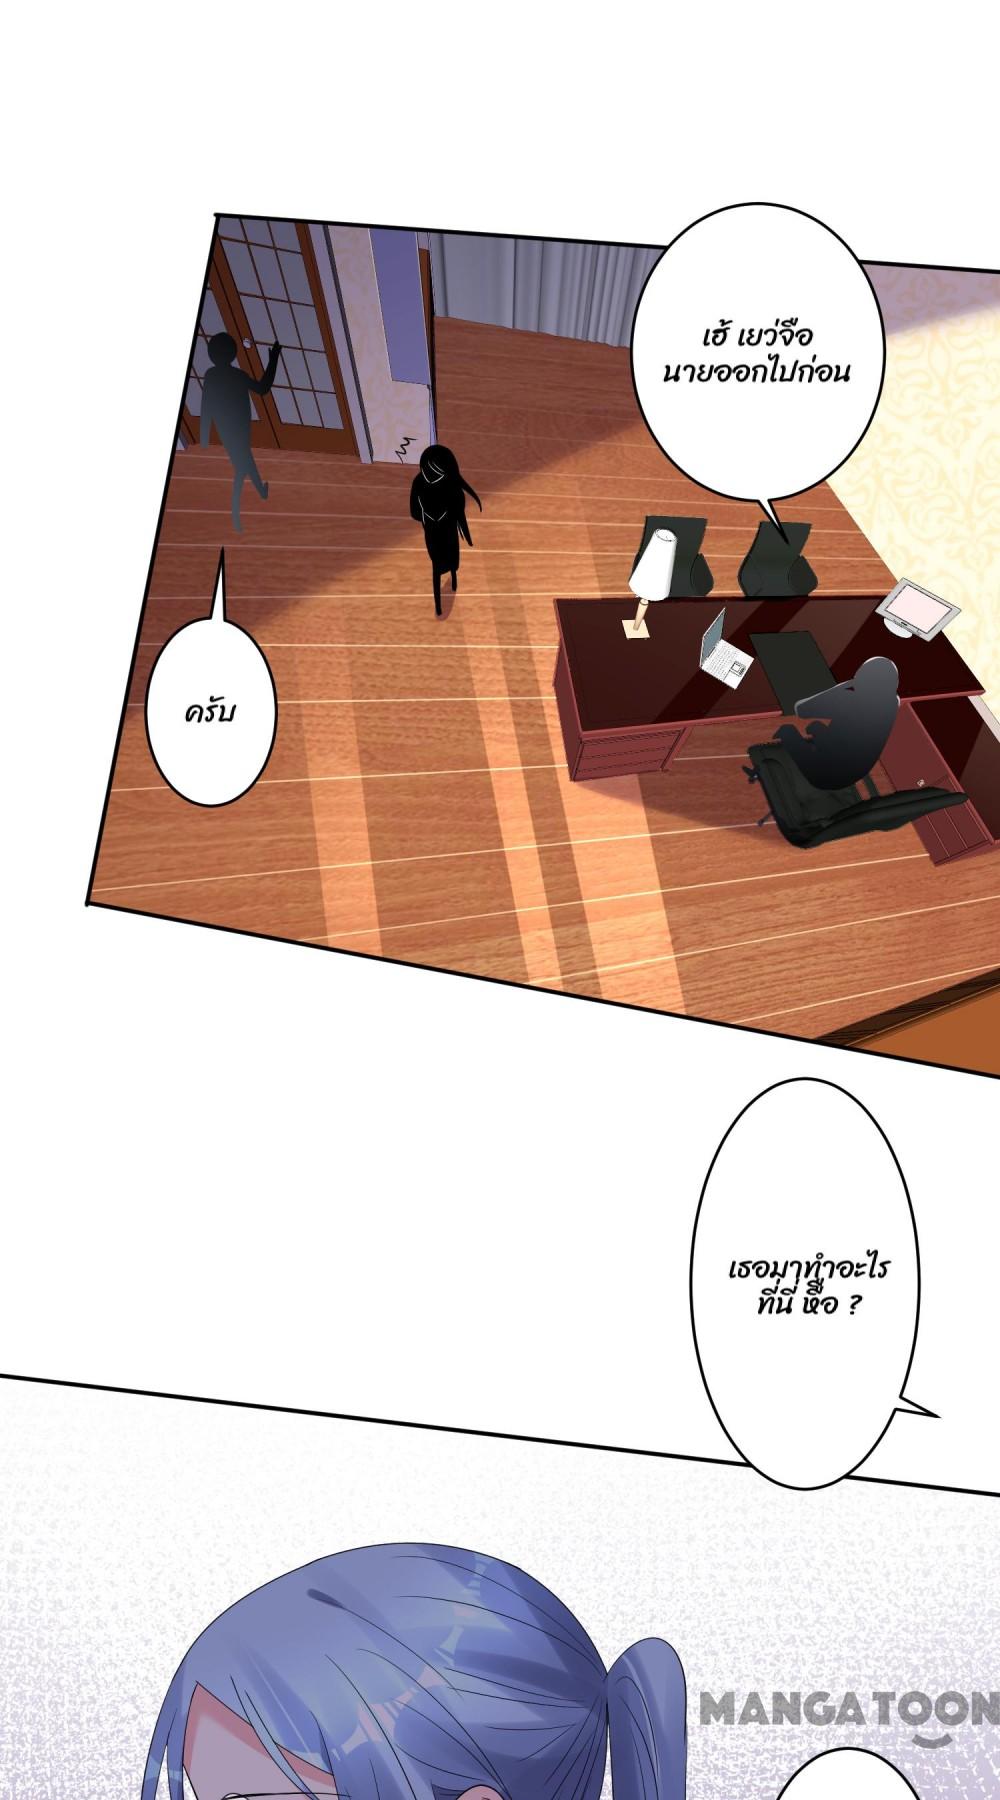 เฮ้ เยว่จือ
นายออกไปก่อน
ครับ
เธอมาทำอะไร
ที่นี่ หือ ?
MANGATOON